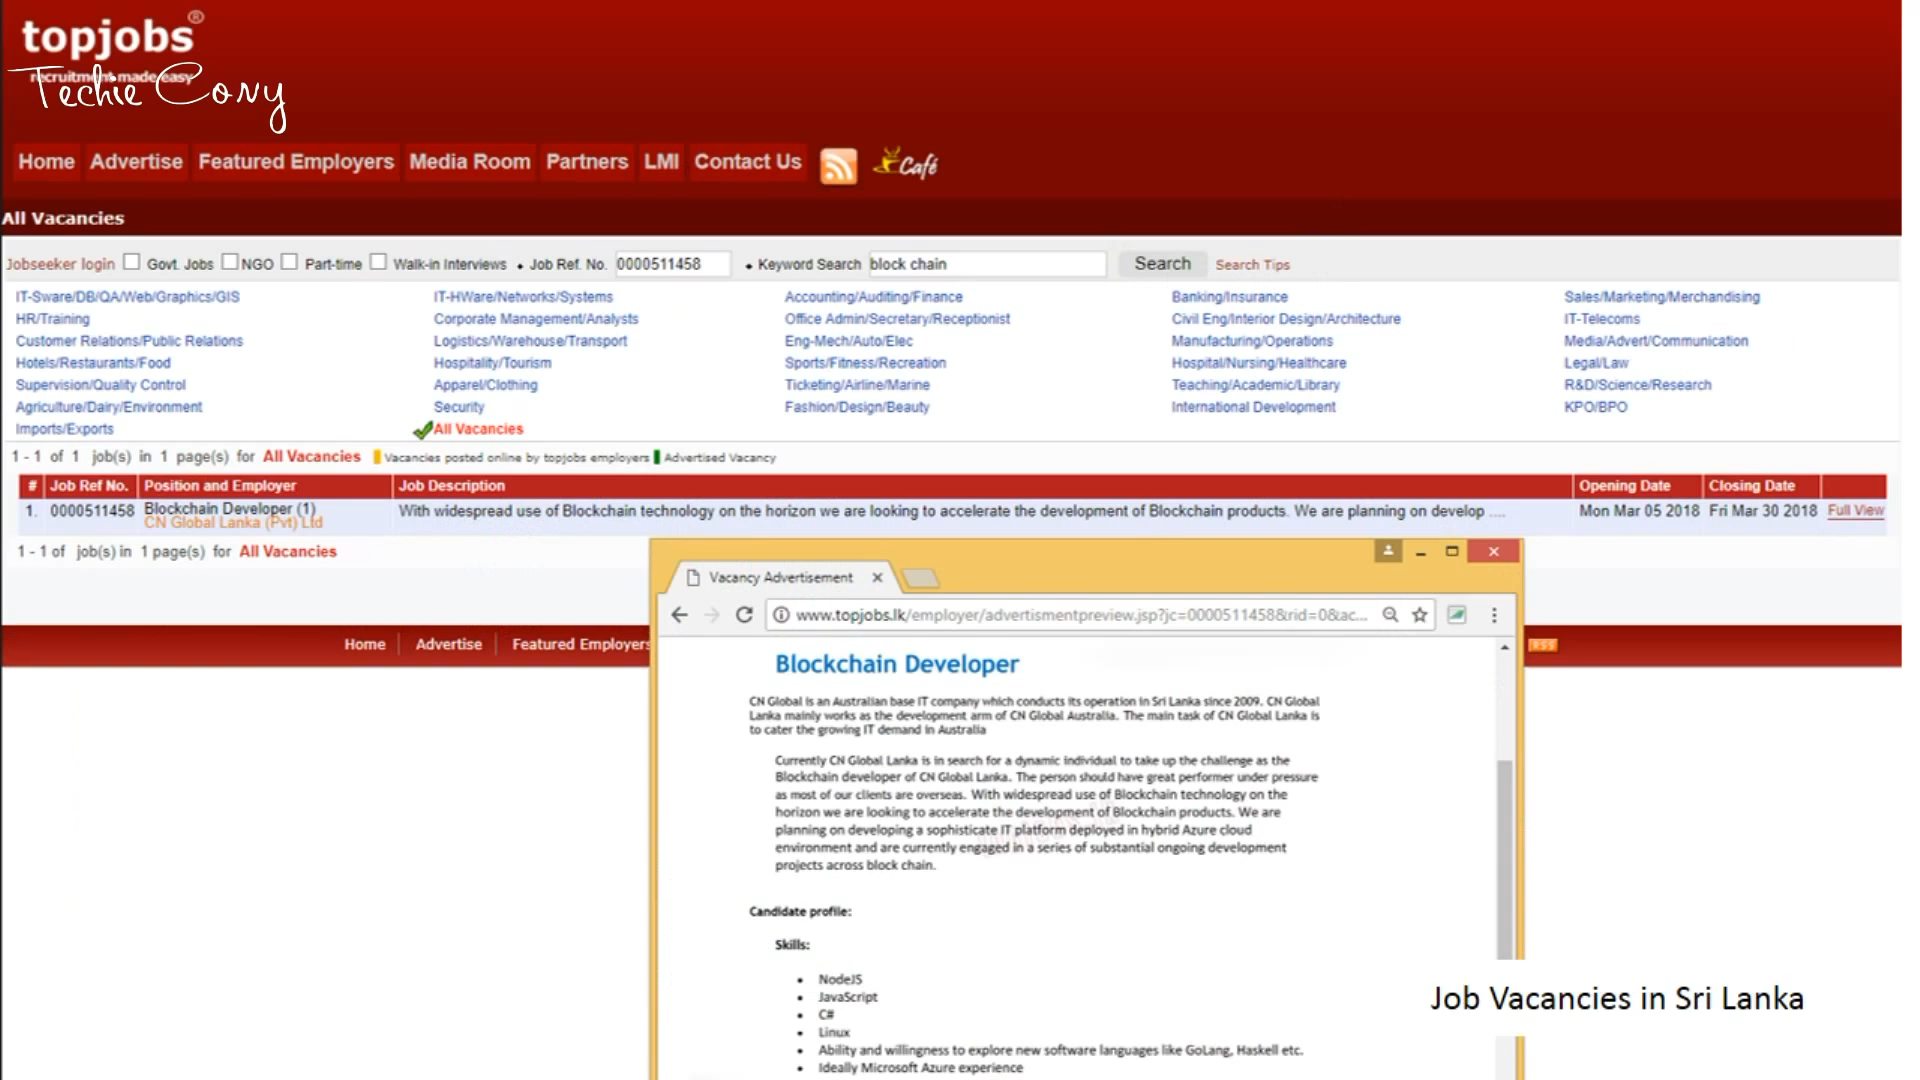 topjobs®
recruitment made easy
Techie Cory
Home Advertise Featured Employers Media Room Partners LMI Contact Us Café
All Vacancies
Jobseeker login Govt. Jobs NGO Part-time Walk-in Interviews • Job Ref. No. 0000511458 • Keyword Search block chain Search Search Tips
IT-Sware/DB/QA/Web/Graphics/GIS IT-HWare/Networks/Systems Accounting/Auditing/Finance Banking/Insurance Sales/Marketing/Merchandising
HR/Training Corporate Management/Analysts Office Admin/Secretary/Receptionist Civil Eng/Interior Design/Architecture IT-Telecoms
Customer Relations/Public Relations Logistics/Warehouse/Transport Eng-Mech/Auto/Elec Manufacturing/Operations Media/Advert/Communication
Hotels/Restaurants/Food Hospitality/Tourism Sports/Fitness/Recreation Hospital/Nursing/Healthcare Legal/Law
Supervision/Quality Control Apparel/Clothing Ticketing/Airline/Marine Teaching/Academic/Library R&D/Science/Research
Agriculture/Dairy/Environment Security Fashion/Design/Beauty International Development KPO/BPO
Imports/Exports All Vacancies
1 - 1 of 1 job(s) in 1 page(s) for All Vacancies Vacancies posted online by topjobs employers Advertised Vacancy
# Job Ref No. Position and Employer Job Description Opening Date Closing Date
1. 0000511458 Blockchain Developer (1) With widespread use of Blockchain technology on the horizon we are looking to accelerate the development of Blockchain products. We are planning on develop .... Mon Mar 05 2018 Fri Mar 30 2018 Full View
CN Global Lanka (Pvt) Ltd
1 - 1 of job(s) in 1 page(s) for All Vacancies
Vacancy Advertisement
www.topjobs.lk/employer/advertismentpreview.jsp?jc=0000511458&rid=0&ac...
Home Advertise Featured Employers RSS
Blockchain Developer
CN Global is an Australian base IT company which conducts its operation in Sri Lanka since 2009. CN Global
Lanka mainly works as the development arm of CN Global Australia. The main task of CN Global Lanka is
to cater the growing IT demand in Australia
Currently CN Global Lanka is in search for a dynamic individual to take up the challenge as the
Blockchain developer of CN Global Lanka. The person should have great performer under pressure
as most of our clients are overseas. With widespread use of Blockchain technology on the
horizon we are looking to accelerate the development of Blockchain products. We are
planning on developing a sophisticate IT platform deployed in hybrid Azure cloud
environment and are currently engaged in a series of substantial ongoing development
projects across block chain.
Candidate profile:
Skills:
• NodeJS
• JavaScript
• C#
• Linux
• Ability and willingness to explore new software languages like GoLang, Haskell etc.
• Ideally Microsoft Azure experience
Job Vacancies in Sri Lanka